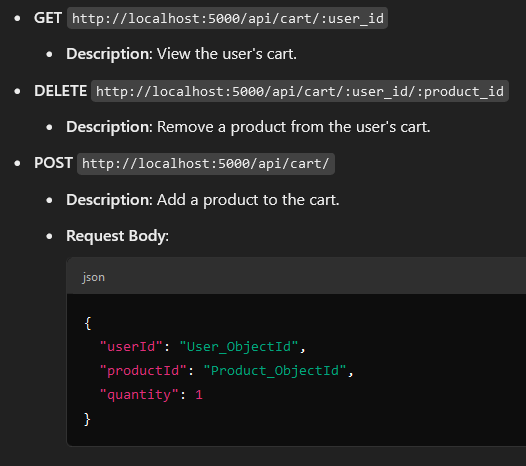 GET http://localhost:5000/api/cart/:user_id
Description: View the user's cart.
DELETE http://localhost:5000/api/cart/:user_id/:product_id
Description: Remove a product from the user's cart.
POST http://localhost:5000/api/cart/
Description: Add a product to the cart.
Request Body:
json
{
"userId": "User_ObjectId",
"productId": "Product_ObjectId",
"quantity": 1
}